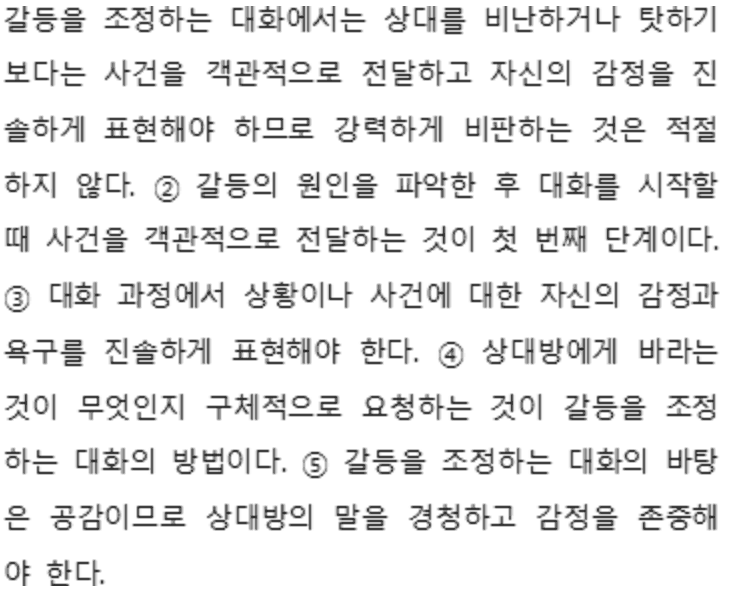 갈등을 조정하는 대화에서는 상대를 비난하거나 탓하기
보다는 사건을 객관적으로 전달하고 자신의 감정을 진
솔하게 표현해야 하므로 강력하게 비판하는 것은 적절
하지 않다. ② 갈등의 원인을 파악한 후 대화를 시작할
때 사건을 객관적으로 전달하는 것이 첫 번째 단계이다.
③ 대화 과정에서 상황이나 사건에 대한 자신의 감정과
욕구를 진솔하게 표현해야 한다. ④ 상대방에게 바라는
것이 무엇인지 구체적으로 요청하는 것이 갈등을 조정
하는 대화의 방법이다. ⑤ 갈등을 조정하는 대화의 바탕
은 공감이므로 상대방의 말을 경청하고 감정을 존중해
야 한다.